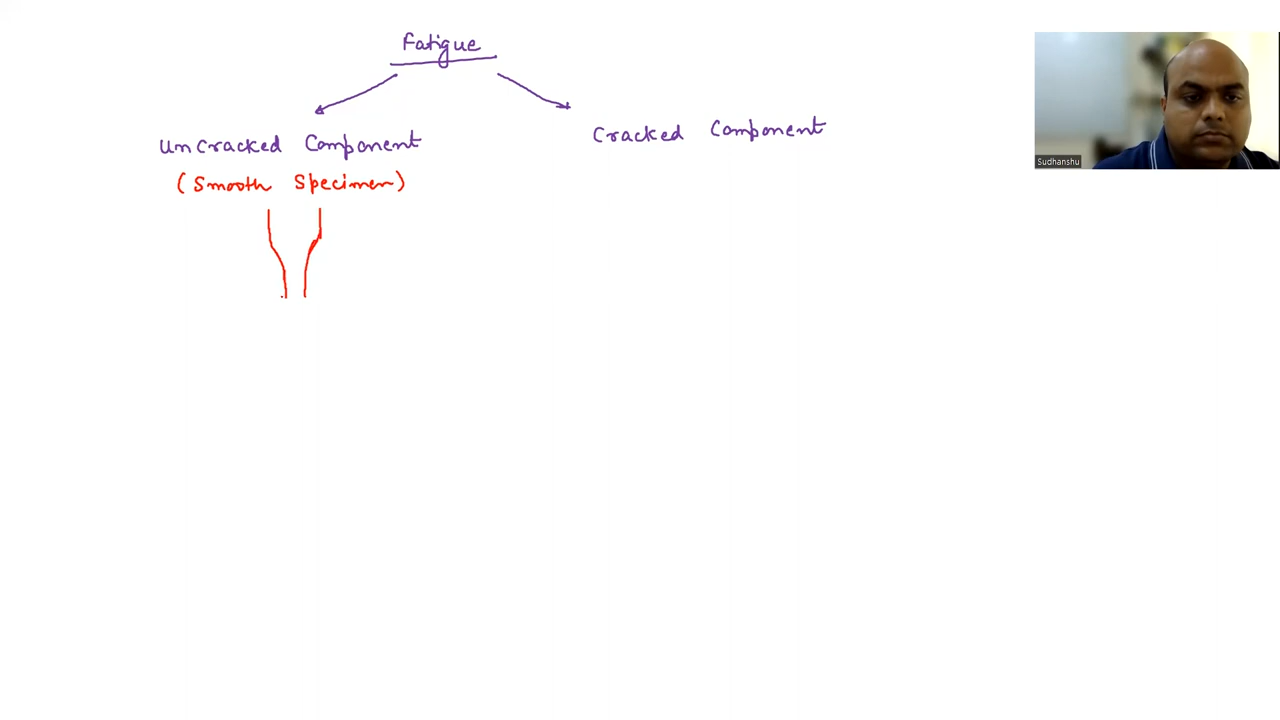 Fatigue
Uncracked Component
Cracked Component
(Smooth Specimen)
Sudhanshu